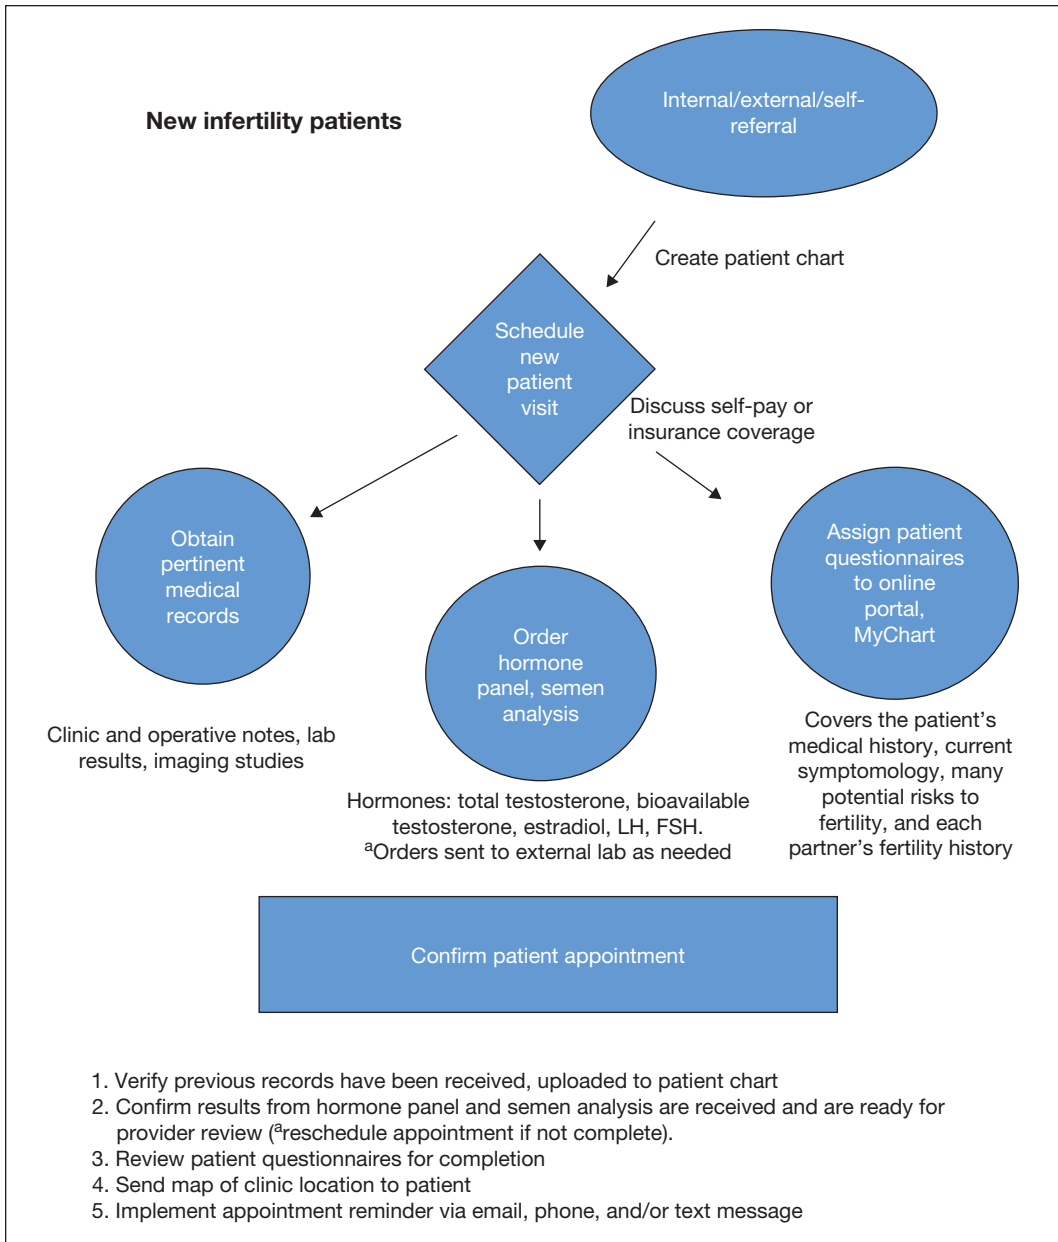 New infertility patients
Internal/external/self-
referral
Create patient chart
Schedule
new
patient
visit
Discuss self-pay or
insurance coverage
Obtain
pertinent
medical
records
Clinic and operative notes, lab
results, imaging studies
Order
hormone
panel, semen
analysis
Hormones: total testosterone, bioavailable
testosterone, estradiol, LH, FSH.
ᵃOrders sent to external lab as needed
Assign patient
questionnaires
to online
portal,
MyChart
Covers the patient’s
medical history, current
symptomology, many
potential risks to
fertility, and each
partner’s fertility history
Confirm patient appointment
1. Verify previous records have been received, uploaded to patient chart
2. Confirm results from hormone panel and semen analysis are received and are ready for
provider review (ᵃreschedule appointment if not complete).
3. Review patient questionnaires for completion
4. Send map of clinic location to patient
5. Implement appointment reminder via email, phone, and/or text message